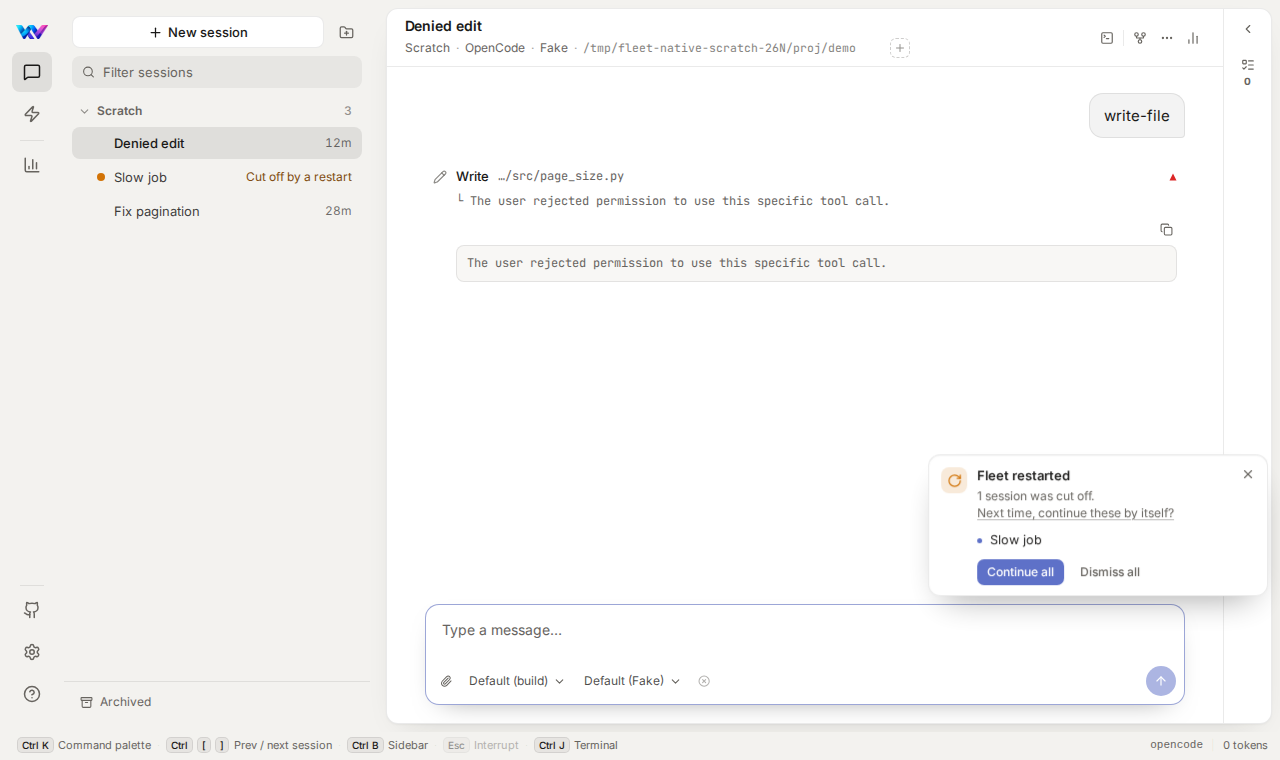 New session
Filter sessions
Scratch 3
Denied edit 12m
Slow job Cut off by a restart
Fix pagination 28m
Archived
Denied edit
Scratch · OpenCode · Fake · /tmp/fleet-native-scratch-26N/proj/demo
0
write-file
Write …/src/page_size.py
└ The user rejected permission to use this specific tool call.
The user rejected permission to use this specific tool call.
Fleet restarted
1 session was cut off.
Next time, continue these by itself?
Slow job
Continue all Dismiss all
Type a message...
Default (build) Default (Fake)
Ctrl K Command palette Ctrl [ ] Prev / next session Ctrl B Sidebar Esc Interrupt Ctrl J Terminal opencode 0 tokens